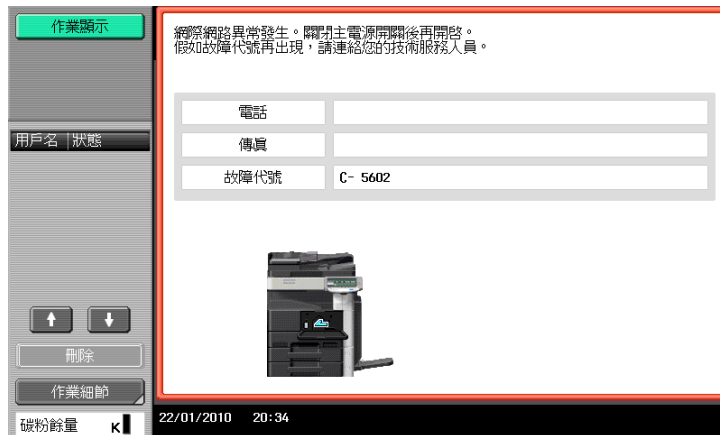 作業顯示
網際網路異常發生。關閉主電源開關後再開啟。
假如故障代號再出現，請連絡您的技術服務人員。
電話
用戶名 狀態
傳真
故障代號 C- 5602
刪除
作業細節
碳粉餘量 K
22/01/2010 20:34